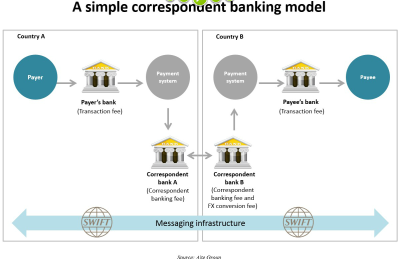 A simple correspondent banking model
Country A
Country B
Payer
Payment
system
Payment
system
Payee
Payer's bank
(Transaction fee)
Payee's bank
(Transaction fee)
Correspondent
bank A
(Correspondent
banking fee)
Correspondent
bank B
(Correspondent
banking fee and
FX conversion fee)
SWIFT
Messaging infrastructure
SWIFT
Source: Aite Group